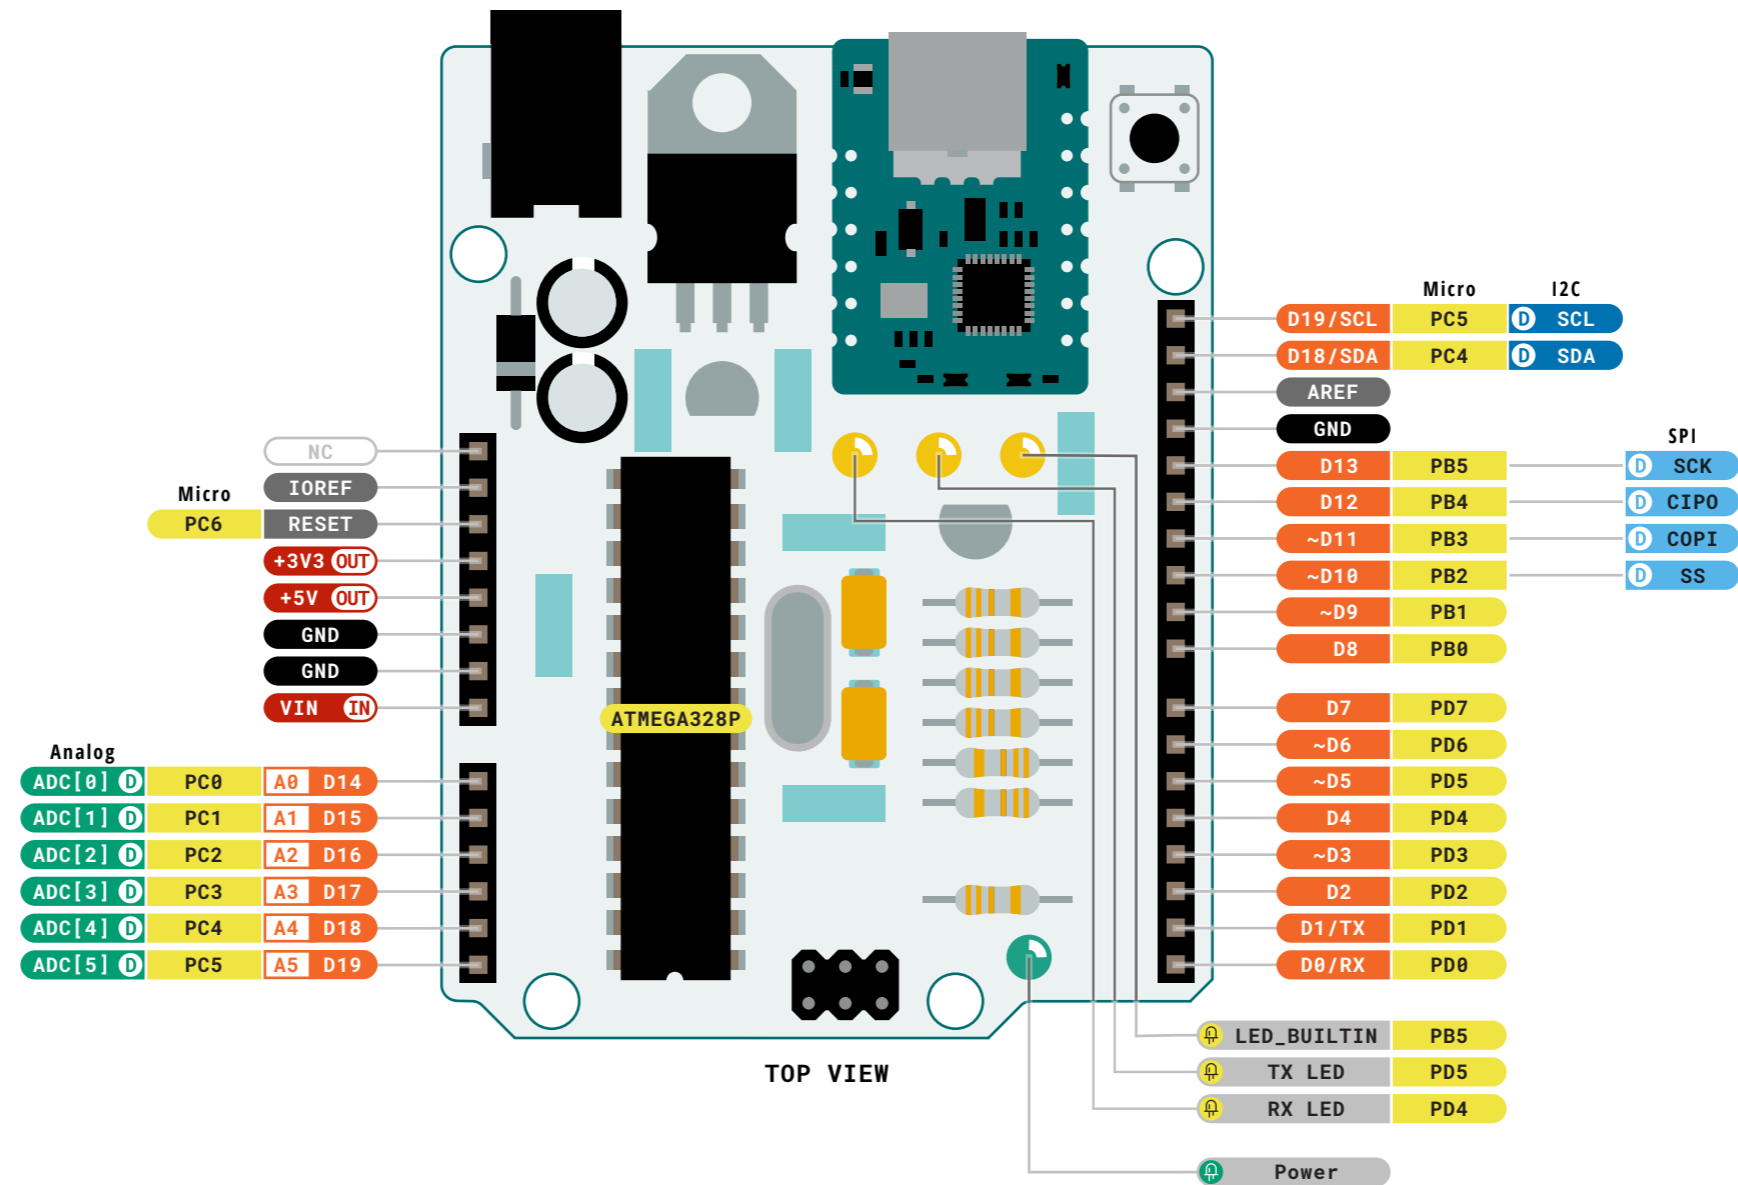 Micro I2C
D19/SCL PC5 D SCL
D18/SDA PC4 D SDA
AREF
GND
SPI
D13 PB5 D SCK
D12 PB4 D CIPO
~D11 PB3 D COPI
~D10 PB2 D SS
~D9 PB1
D8 PB0
D7 PD7
~D6 PD6
~D5 PD5
D4 PD4
~D3 PD3
D2 PD2
D1/TX PD1
D0/RX PD0
NC
IOREF
Micro
PC6 RESET
+3V3 OUT
+5V OUT
GND
GND
VIN IN
Analog
ADC[0] D PC0 A0 D14
ADC[1] D PC1 A1 D15
ADC[2] D PC2 A2 D16
ADC[3] D PC3 A3 D17
ADC[4] D PC4 A4 D18
ADC[5] D PC5 A5 D19
ATMEGA328P
TOP VIEW
LED_BUILTIN PB5
TX LED PD5
RX LED PD4
Power